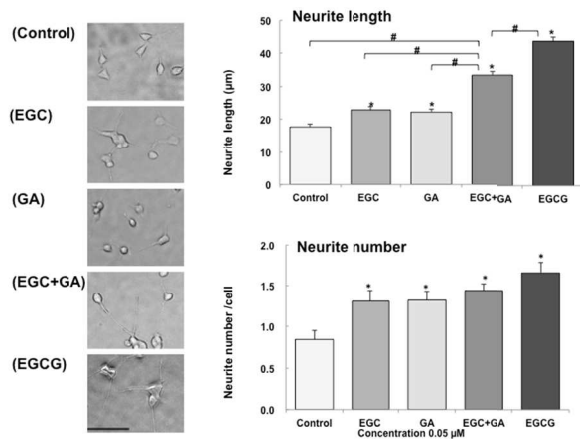 (Control)
(EGC)
(GA)
(EGC+GA)
(EGCG)
Neurite length
Neurite length (µm)
50
40
30
20
10
0
#
#
#
#
*
*
*
*
Control EGC GA EGC+GA EGCG
Neurite number
Neurite number /cell
2.0
1.5
1.0
0.5
0.0
*
*
*
*
Control EGC GA EGC+GA EGCG
Concentration 0.05 µM